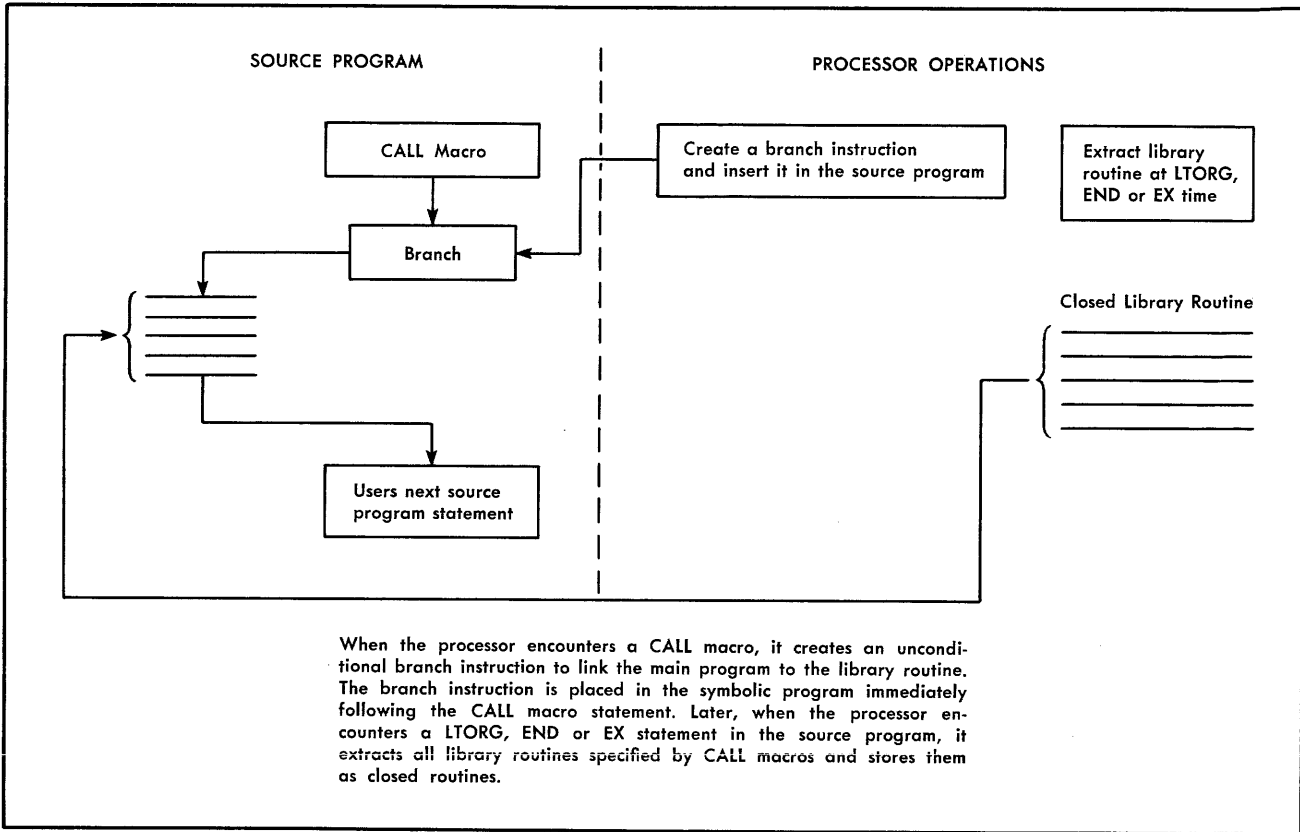 SOURCE PROGRAM
PROCESSOR OPERATIONS
CALL Macro
Create a branch instruction
and insert it in the source program
Extract library
routine at LTORG,
END or EX time
Branch
Closed Library Routine
Users next source
program statement
When the processor encounters a CALL macro, it creates an uncondi-
tional branch instruction to link the main program to the library routine.
The branch instruction is placed in the symbolic program immediately
following the CALL macro statement. Later, when the processor en-
counters a LTORG, END or EX statement in the source program, it
extracts all library routines specified by CALL macros and stores them
as closed routines.